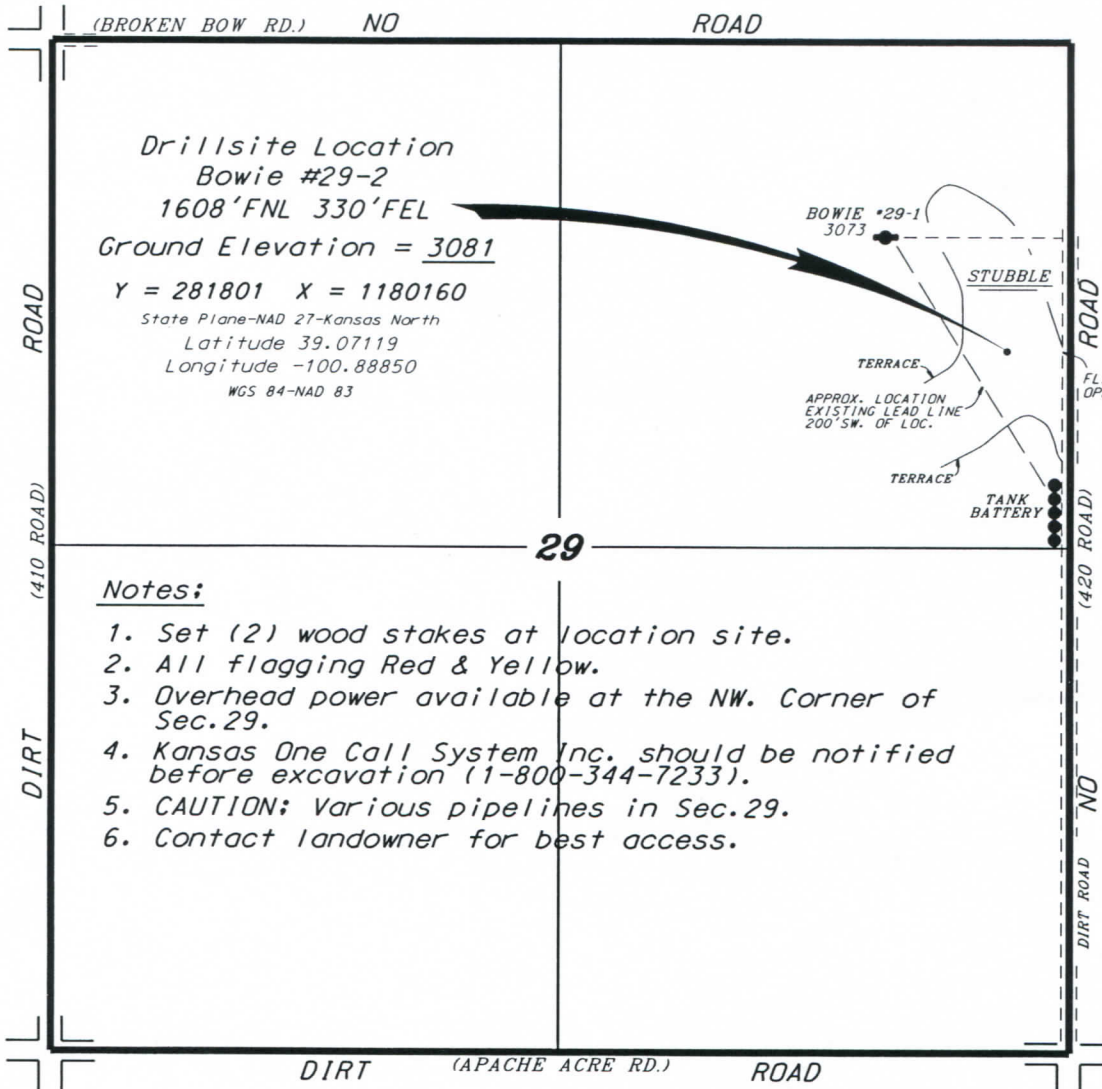 (BROKEN BOW RD.) NO ROAD
Drillsite Location
Bowie #29-2
1608'FNL 330'FEL
Ground Elevation = 3081
Y = 281801 X = 1180160
State Plane-NAD 27-Kansas North
Latitude 39.07119
Longitude -100.88850
WGS 84-NAD 83
BOWIE #29-1
3073
STUBBLE
TERRACE
APPROX. LOCATION
EXISTING LEAD LINE
200'SW. OF LOC.
TERRACE
TANK
BATTERY
ROAD
(410 ROAD)
DIRT
ROAD
(420 ROAD)
NO
DIRT ROAD
29
Notes:
1. Set (2) wood stakes at location site.
2. All flagging Red & Yellow.
3. Overhead power available at the NW. Corner of
Sec.29.
4. Kansas One Call System Inc. should be notified
before excavation (1-800-344-7233).
5. CAUTION: Various pipelines in Sec.29.
6. Contact landowner for best access.
DIRT (APACHE ACRE RD.) ROAD